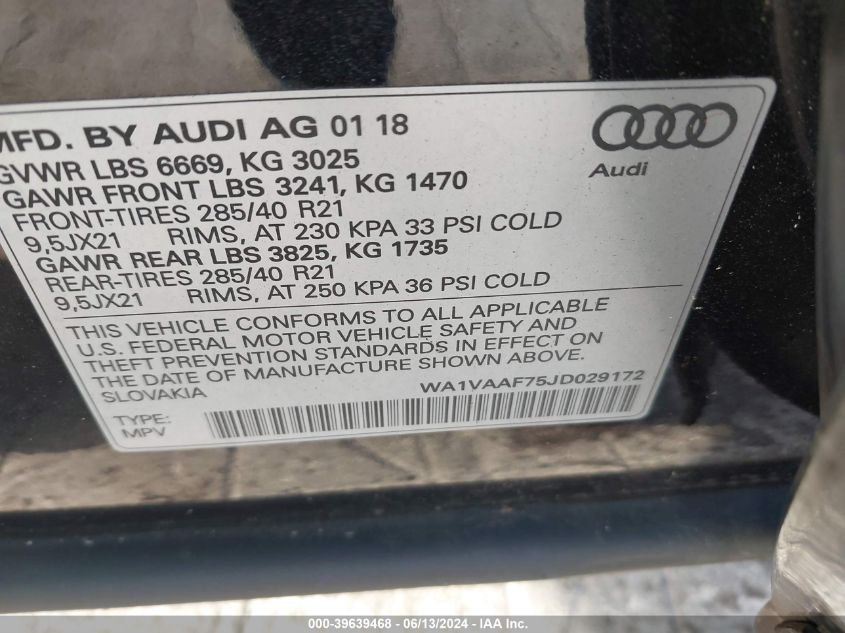 MFD. BY AUDI AG 01 18
GVWR LBS 6669, KG 3025
GAWR FRONT LBS 3241, KG 1470
FRONT-TIRES 285/40 R21
9,5JX21 RIMS, AT 230 KPA 33 PSI COLD
GAWR REAR LBS 3825, KG 1735
REAR-TIRES 285/40 R21
9,5JX21 RIMS, AT 250 KPA 36 PSI COLD
Audi
THIS VEHICLE CONFORMS TO ALL APPLICABLE
U.S. FEDERAL MOTOR VEHICLE SAFETY AND
THEFT PREVENTION STANDARDS IN EFFECT ON
THE DATE OF MANUFACTURE SHOWN ABOVE.
SLOVAKIA WA1VAAF75JD029172
TYPE:
MPV
000-39639468 - 06/13/2024 - IAA Inc.